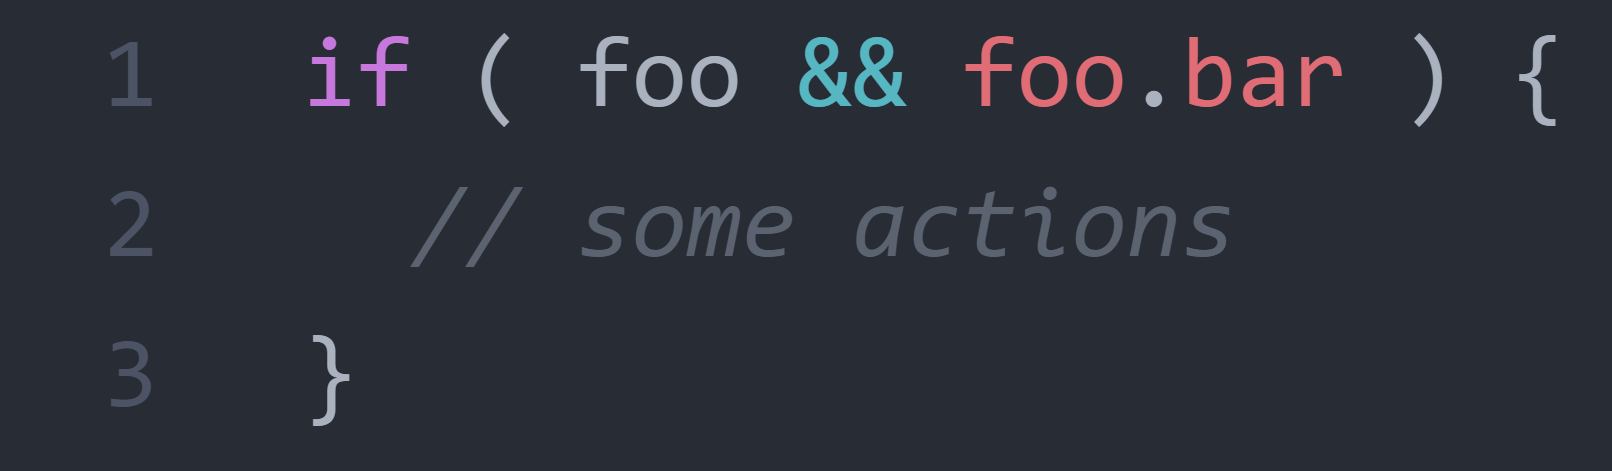 1 if ( foo && foo.bar ) {
2 // some actions
3 }